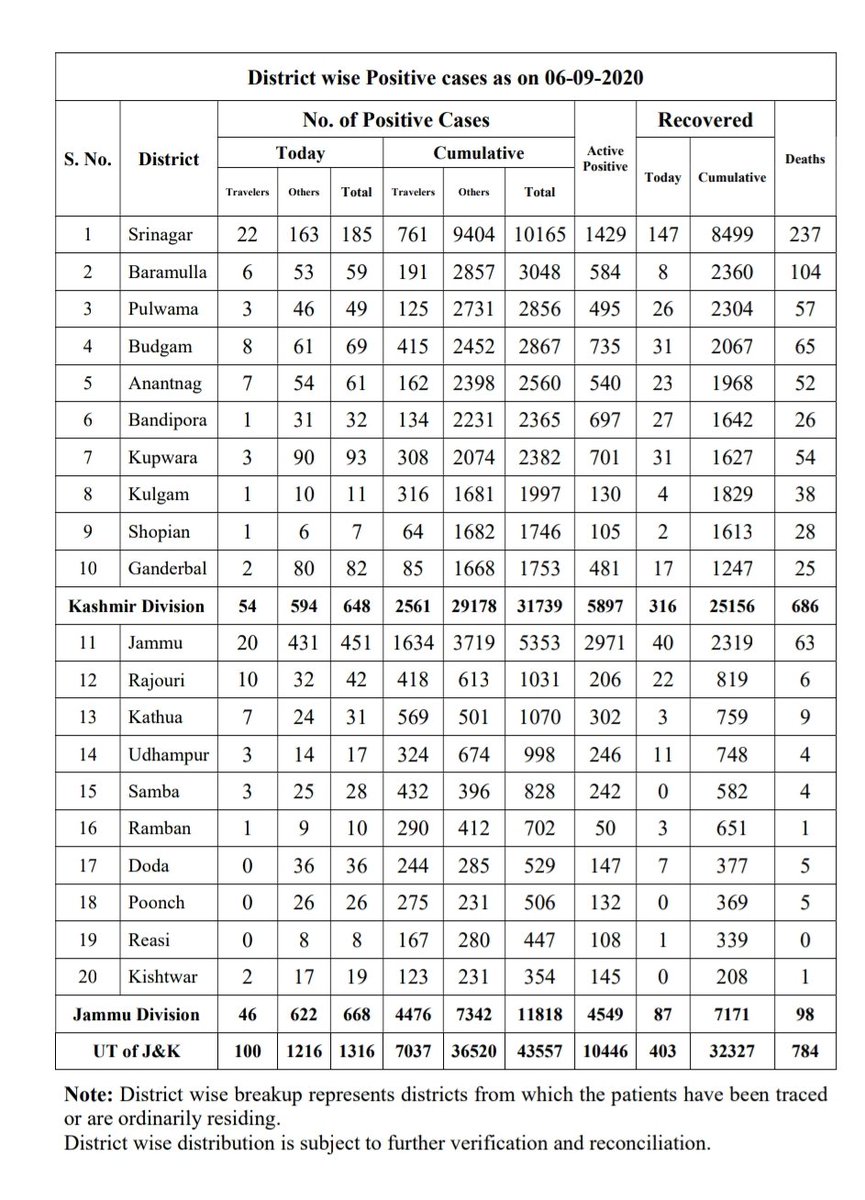 District wise Positive cases as on 06-09-2020
S. No. District No. of Positive Cases Active Positive Recovered Deaths
Today Cumulative Today Cumulative
Travelers Others Total Travelers Others Total
1 Srinagar 22 163 185 761 9404 10165 1429 147 8499 237
2 Baramulla 6 53 59 191 2857 3048 584 8 2360 104
3 Pulwama 3 46 49 125 2731 2856 495 26 2304 57
4 Budgam 8 61 69 415 2452 2867 735 31 2067 65
5 Anantnag 7 54 61 162 2398 2560 540 23 1968 52
6 Bandipora 1 31 32 134 2231 2365 697 27 1642 26
7 Kupwara 3 90 93 308 2074 2382 701 31 1627 54
8 Kulgam 1 10 11 316 1681 1997 130 4 1829 38
9 Shopian 1 6 7 64 1682 1746 105 2 1613 28
10 Ganderbal 2 80 82 85 1668 1753 481 17 1247 25
Kashmir Division 54 594 648 2561 29178 31739 5897 316 25156 686
11 Jammu 20 431 451 1634 3719 5353 2971 40 2319 63
12 Rajouri 10 32 42 418 613 1031 206 22 819 6
13 Kathua 7 24 31 569 501 1070 302 3 759 9
14 Udhampur 3 14 17 324 674 998 246 11 748 4
15 Samba 3 25 28 432 396 828 242 0 582 4
16 Ramban 1 9 10 290 412 702 50 3 651 1
17 Doda 0 36 36 244 285 529 147 7 377 5
18 Poonch 0 26 26 275 231 506 132 0 369 5
19 Reasi 0 8 8 167 280 447 108 1 339 0
20 Kishtwar 2 17 19 123 231 354 145 0 208 1
Jammu Division 46 622 668 4476 7342 11818 4549 87 7171 98
UT of J&K 100 1216 1316 7037 36520 43557 10446 403 32327 784
Note: District wise breakup represents districts from which the patients have been traced
or are ordinarily residing.
District wise distribution is subject to further verification and reconciliation.